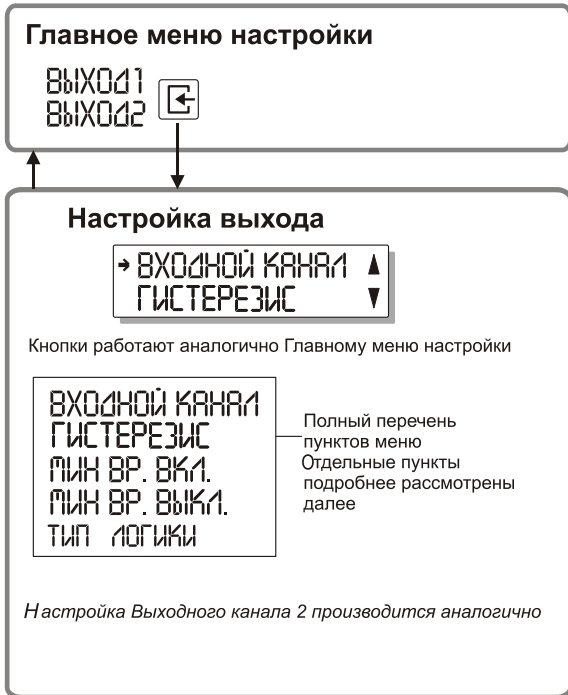 Главное меню настройки
ВЫХОД1
ВЫХОД2
Настройка выхода
ВХОДНОЙ КАНАЛ
ГИСТЕРЕЗИС
Кнопки работают аналогично Главному меню настройки
ВХОДНОЙ КАНАЛ
ГИСТЕРЕЗИС
МИН ВР. ВКЛ.
МИН ВР. ВЫКЛ.
ТИП ЛОГИКИ
Полный перечень
пунктов меню
Отдельные пункты
подробнее рассмотрены
далее
Настройка Выходного канала 2 производится аналогично